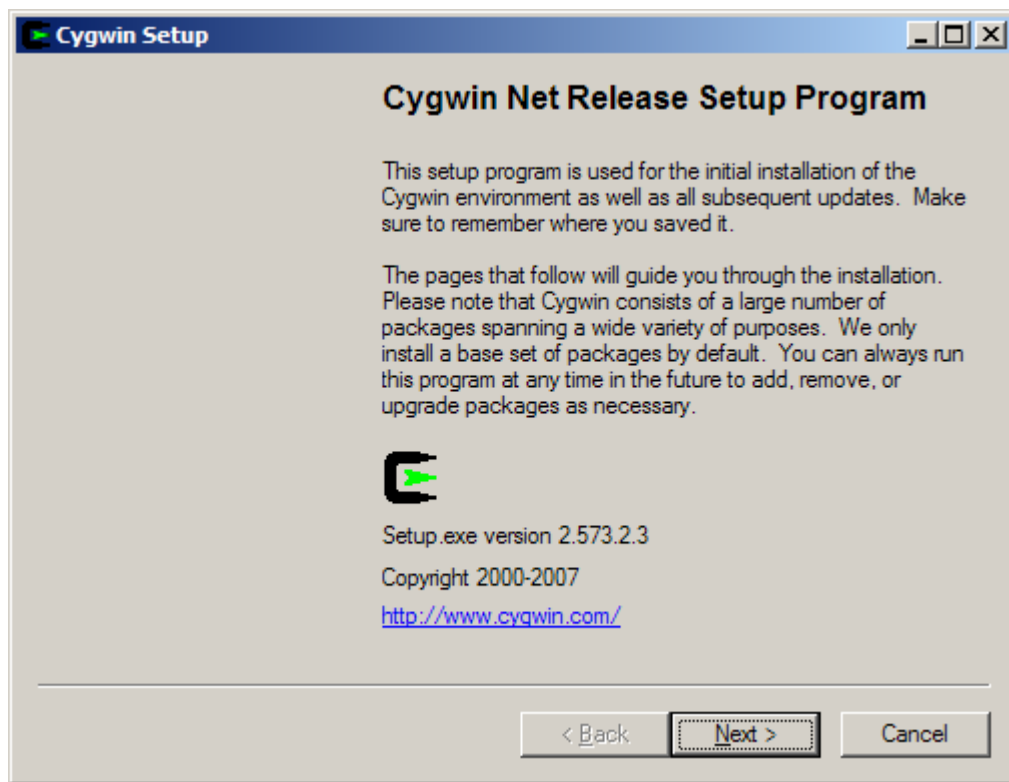 Cygwin Setup
Cygwin Net Release Setup Program
This setup program is used for the initial installation of the
Cygwin environment as well as all subsequent updates.  Make
sure to remember where you saved it.
The pages that follow will guide you through the installation.
Please note that Cygwin consists of a large number of
packages spanning a wide variety of purposes.  We only
install a base set of packages by default.  You can always run
this program at any time in the future to add, remove, or
upgrade packages as necessary.
Setup.exe version 2.573.2.3
Copyright 2000-2007
http://www.cygwin.com/
< Back Next > Cancel